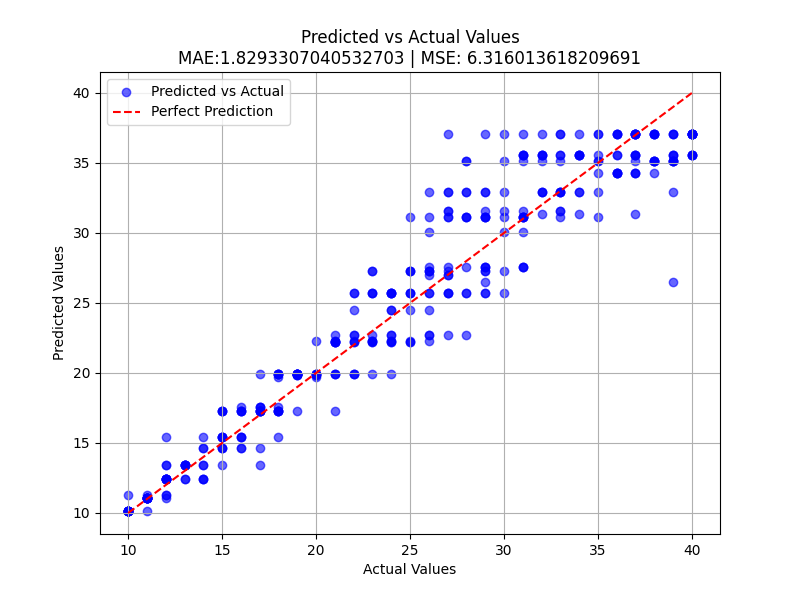 Predicted vs Actual Values
MAE:1.8293307040532703 | MSE: 6.316013618209691
Predicted vs Actual
Perfect Prediction
Predicted Values
40
35
30
25
20
15
10
10 15 20 25 30 35 40
Actual Values